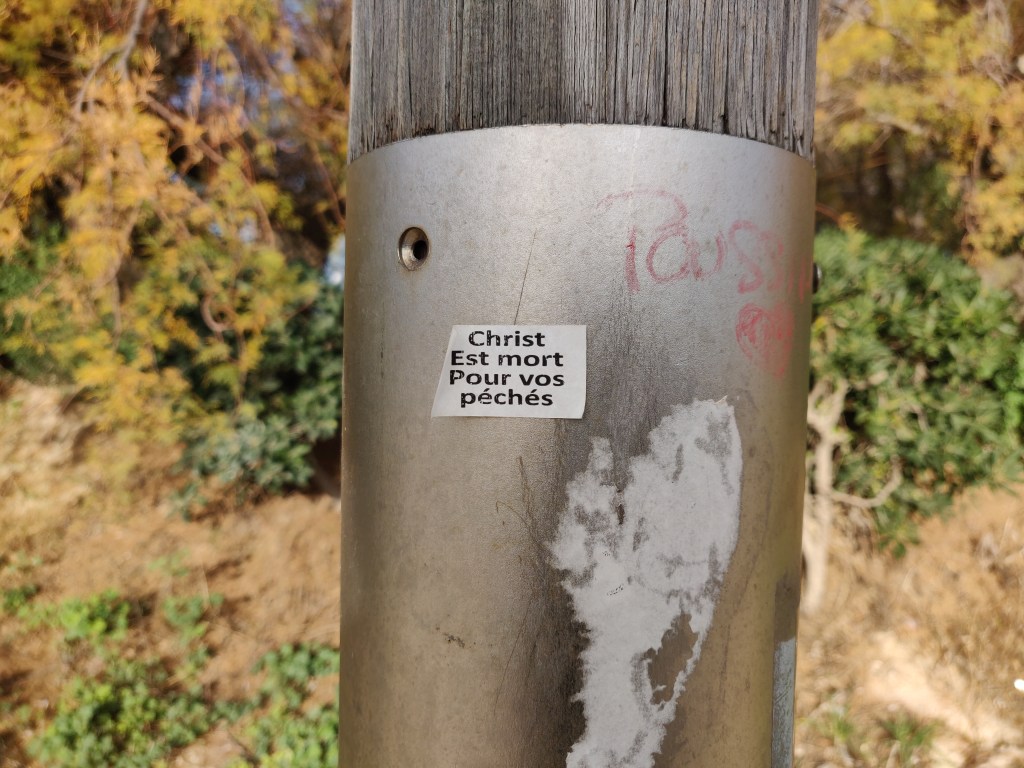 Christ
Est mort
Pour vos
péchés